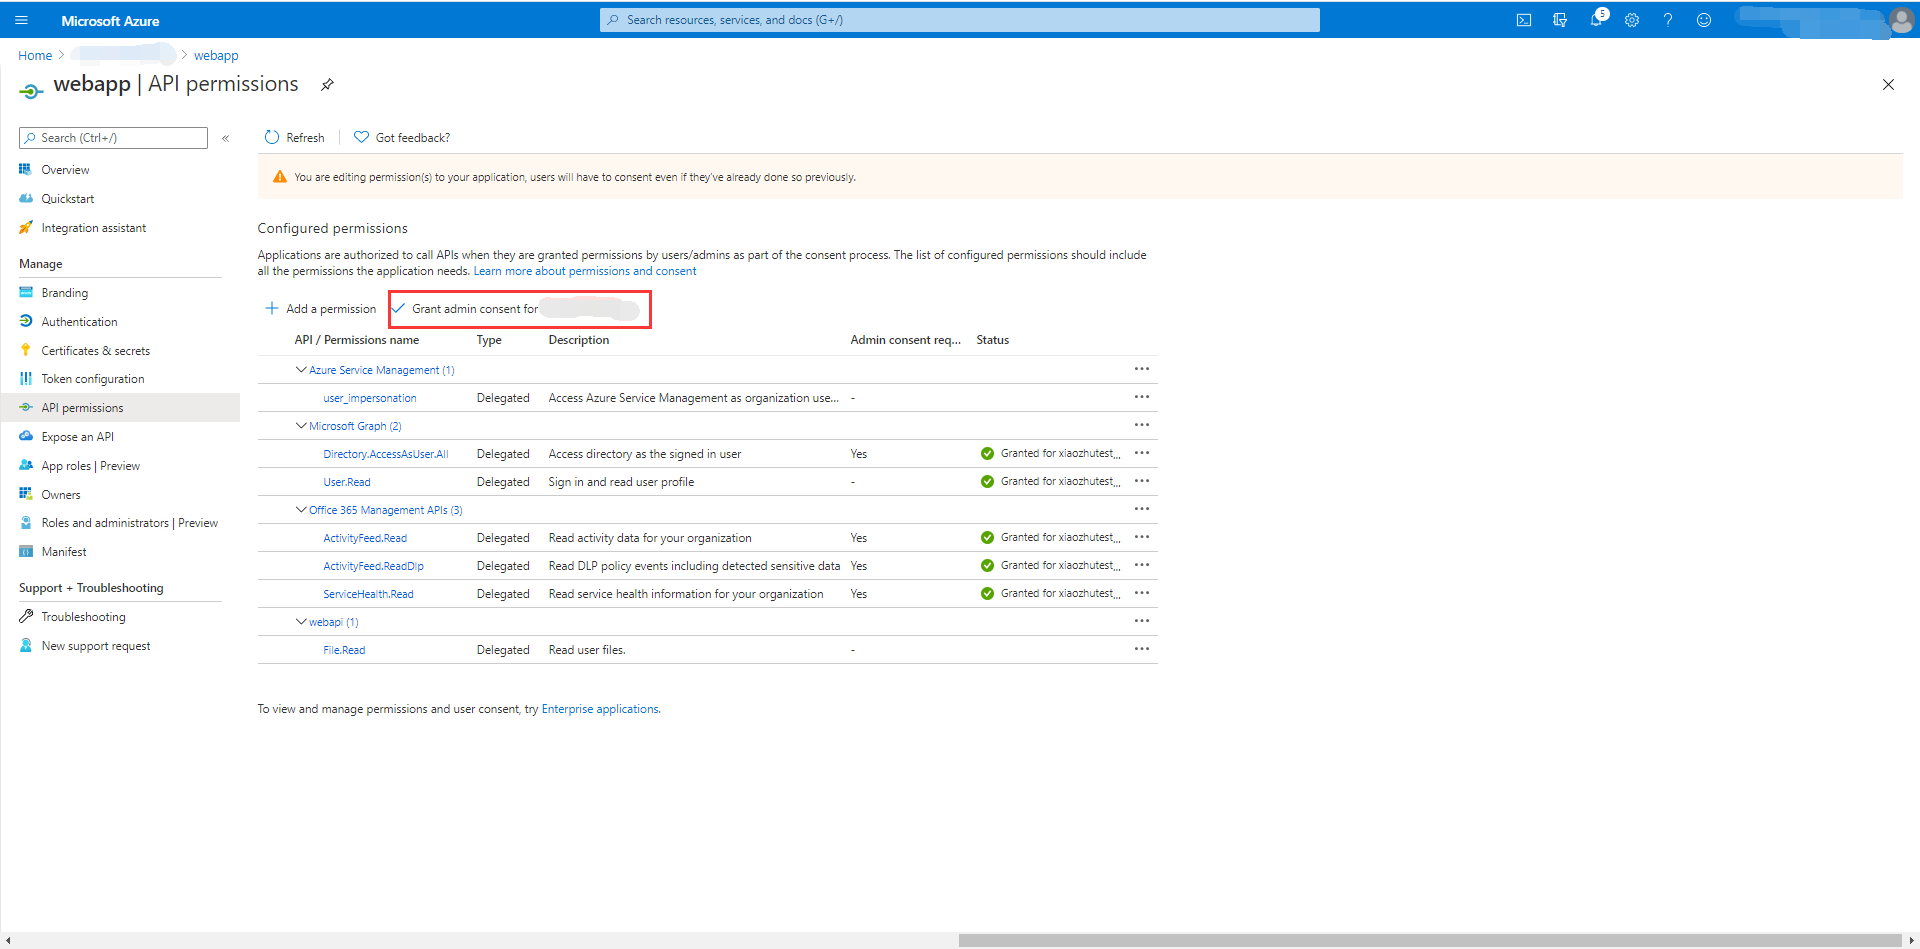 Microsoft Azure
Search resources, services, and docs (G+/)
5
Home > > webapp
webapp | API permissions
Search (Ctrl+/)
«
Overview
Quickstart
Integration assistant
Manage
Branding
Authentication
Certificates & secrets
Token configuration
API permissions
Expose an API
App roles | Preview
Owners
Roles and administrators | Preview
Manifest
Support + Troubleshooting
Troubleshooting
New support request
Refresh
Got feedback?
You are editing permission(s) to your application, users will have to consent even if they've already done so previously.
Configured permissions
Applications are authorized to call APIs when they are granted permissions by users/admins as part of the consent process. The list of configured permissions should include
all the permissions the application needs. Learn more about permissions and consent
Add a permission
Grant admin consent for
API / Permissions name Type Description Admin consent req... Status
Azure Service Management (1) ...
user_impersonation Delegated Access Azure Service Management as organization use... - ...
Microsoft Graph (2) ...
Directory.AccessAsUser.All Delegated Access directory as the signed in user Yes Granted for xiaozhutest_... ...
User.Read Delegated Sign in and read user profile - Granted for xiaozhutest_... ...
Office 365 Management APIs (3) ...
ActivityFeed.Read Delegated Read activity data for your organization Yes Granted for xiaozhutest_... ...
ActivityFeed.ReadDlp Delegated Read DLP policy events including detected sensitive data Yes Granted for xiaozhutest_... ...
ServiceHealth.Read Delegated Read service health information for your organization Yes Granted for xiaozhutest_... ...
webapi (1) ...
File.Read Delegated Read user files. - ...
To view and manage permissions and user consent, try Enterprise applications.